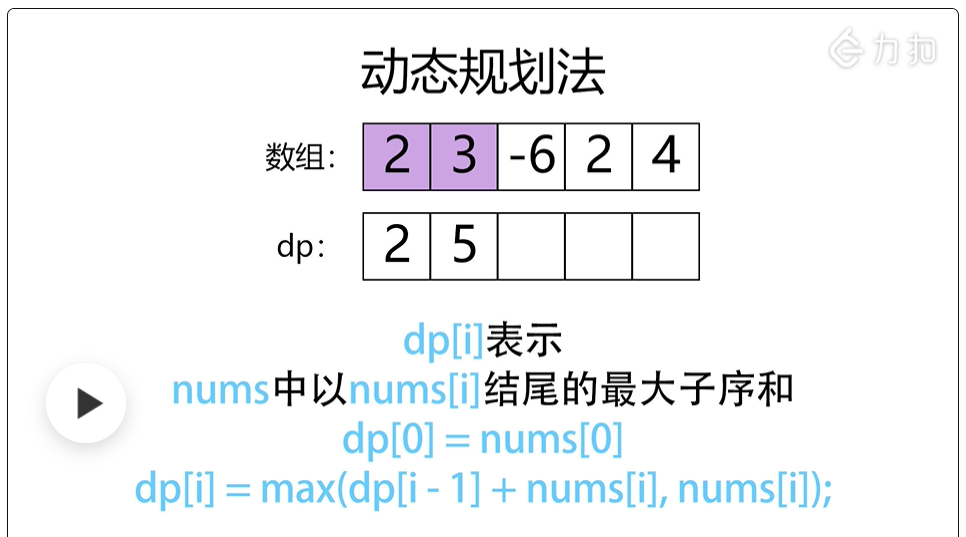 力扣
动态规划法
数组： 2 3 -6 2 4
dp： 2 5
dp[i]表示
nums中以nums[i]结尾的最大子序和
dp[0] = nums[0]
dp[i] = max(dp[i - 1] + nums[i], nums[i]);